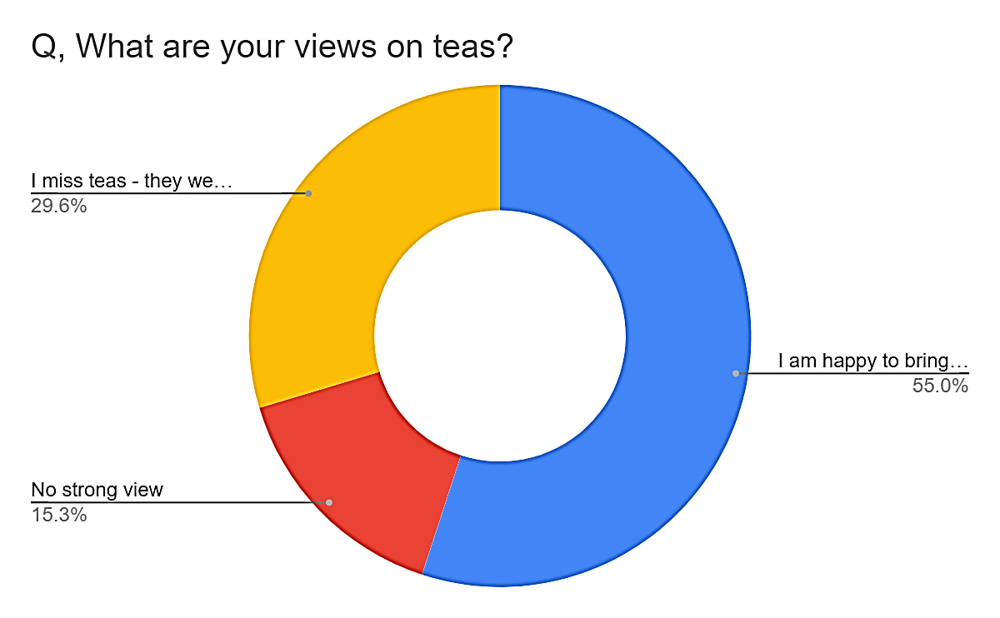 Q, What are your views on teas?
I miss teas - they we…
29.6%
I am happy to bring…
55.0%
No strong view
15.3%